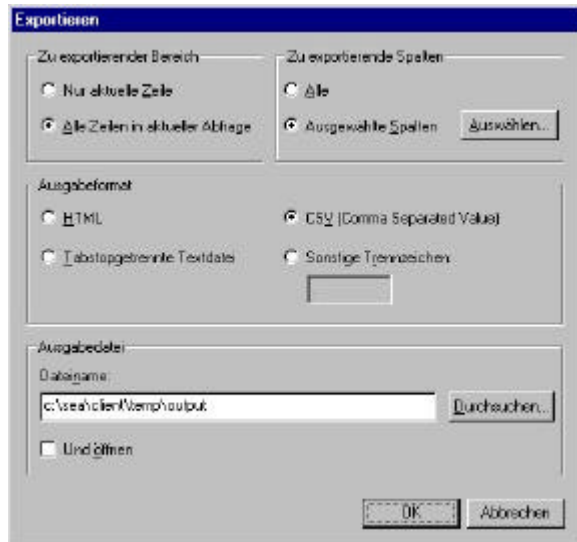 Exportieren
Zu exportierender Bereich
Zu exportierende Spalten
Nur aktuelle Zeile
Alle
Alle Zeilen in aktueller Abfrage
Ausgewählte Spalten
Auswählen...
Ausgabeformat
HTML
CSV (Comma Separated Value)
Tabstopgetrennte Textdatei
Sonstige Trennzeichen:
Ausgabedatei
Dateiname:
c:\sea\client\temp\output
Durchsuchen...
Und öffnen
OK
Abbrechen